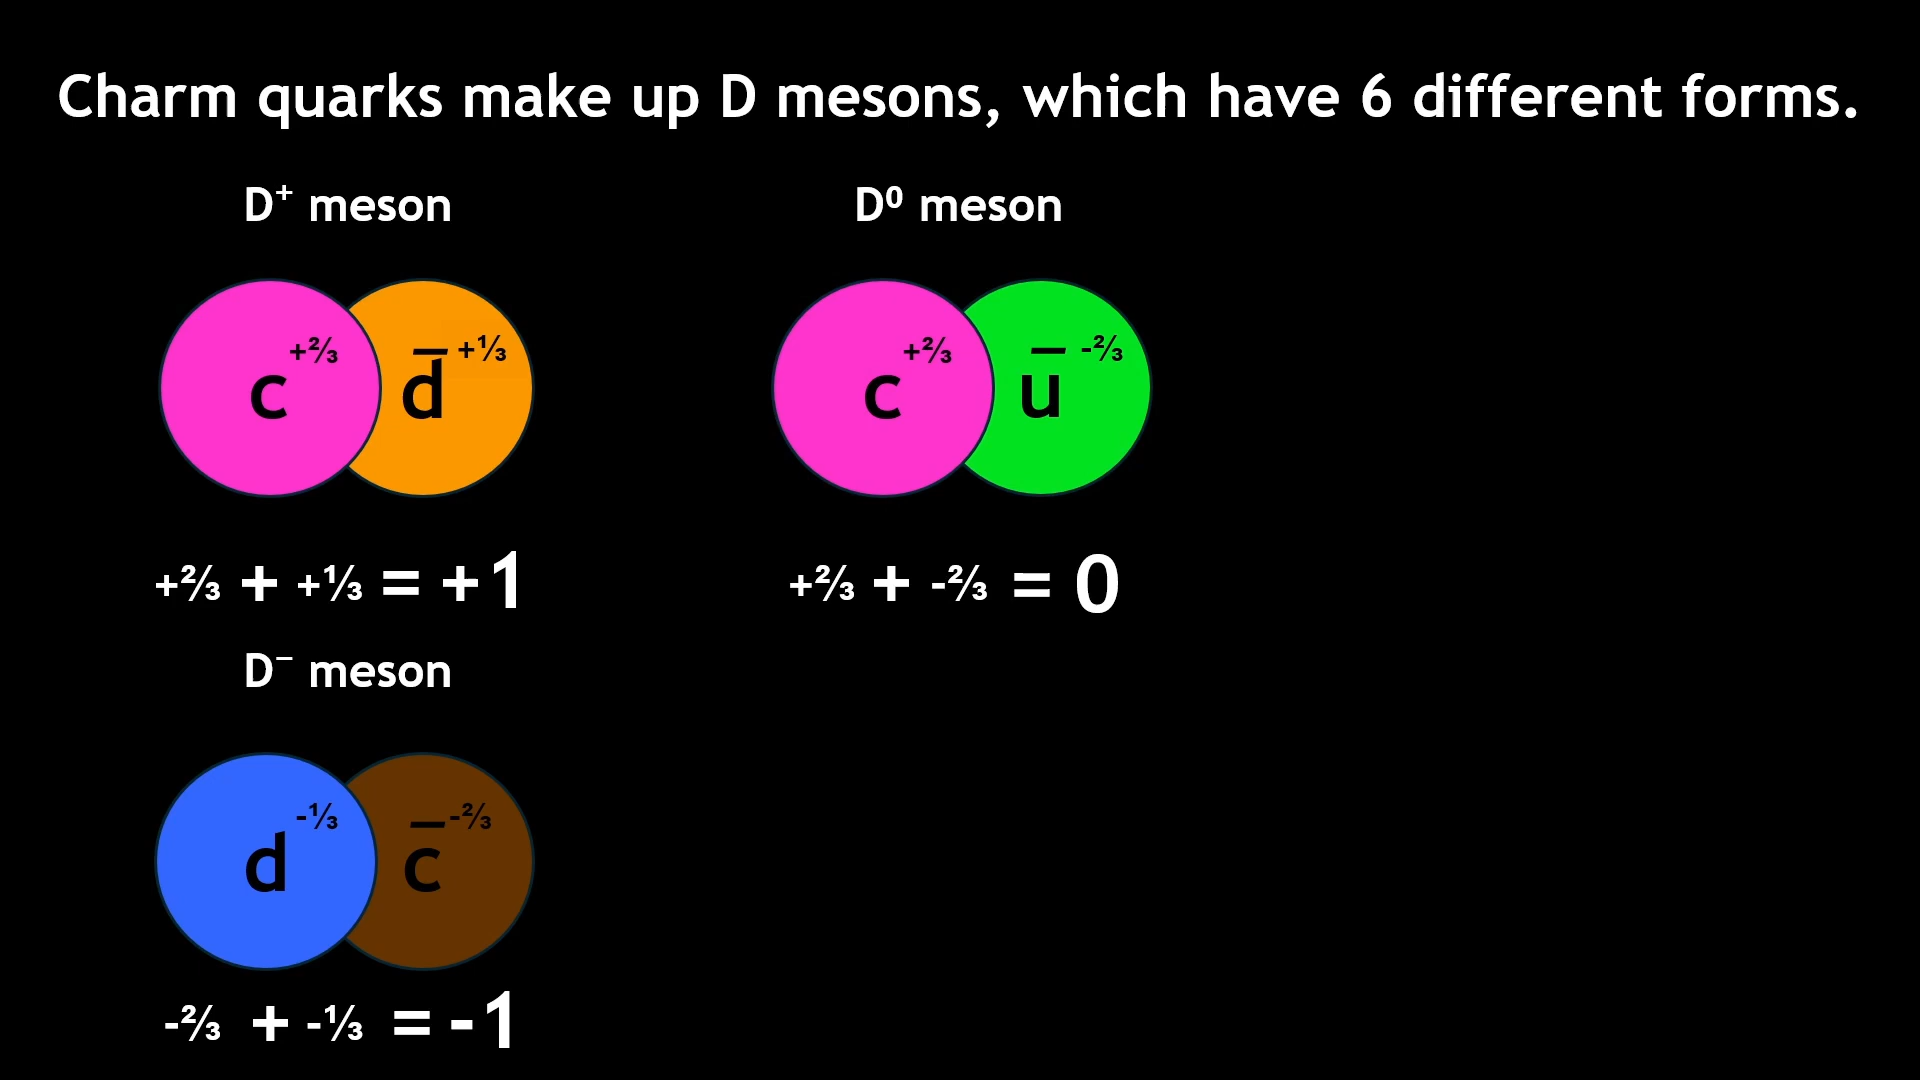 Charm quarks make up D mesons, which have 6 different forms.
D⁺ meson
D⁰ meson
c +⅔ d̅ +⅓
c +⅔ u̅ -⅔
+⅔ + +⅓ = +1
+⅔ + -⅔ = 0
D⁻ meson
d -⅓ c̅ -⅔
-⅔ + -⅓ = -1